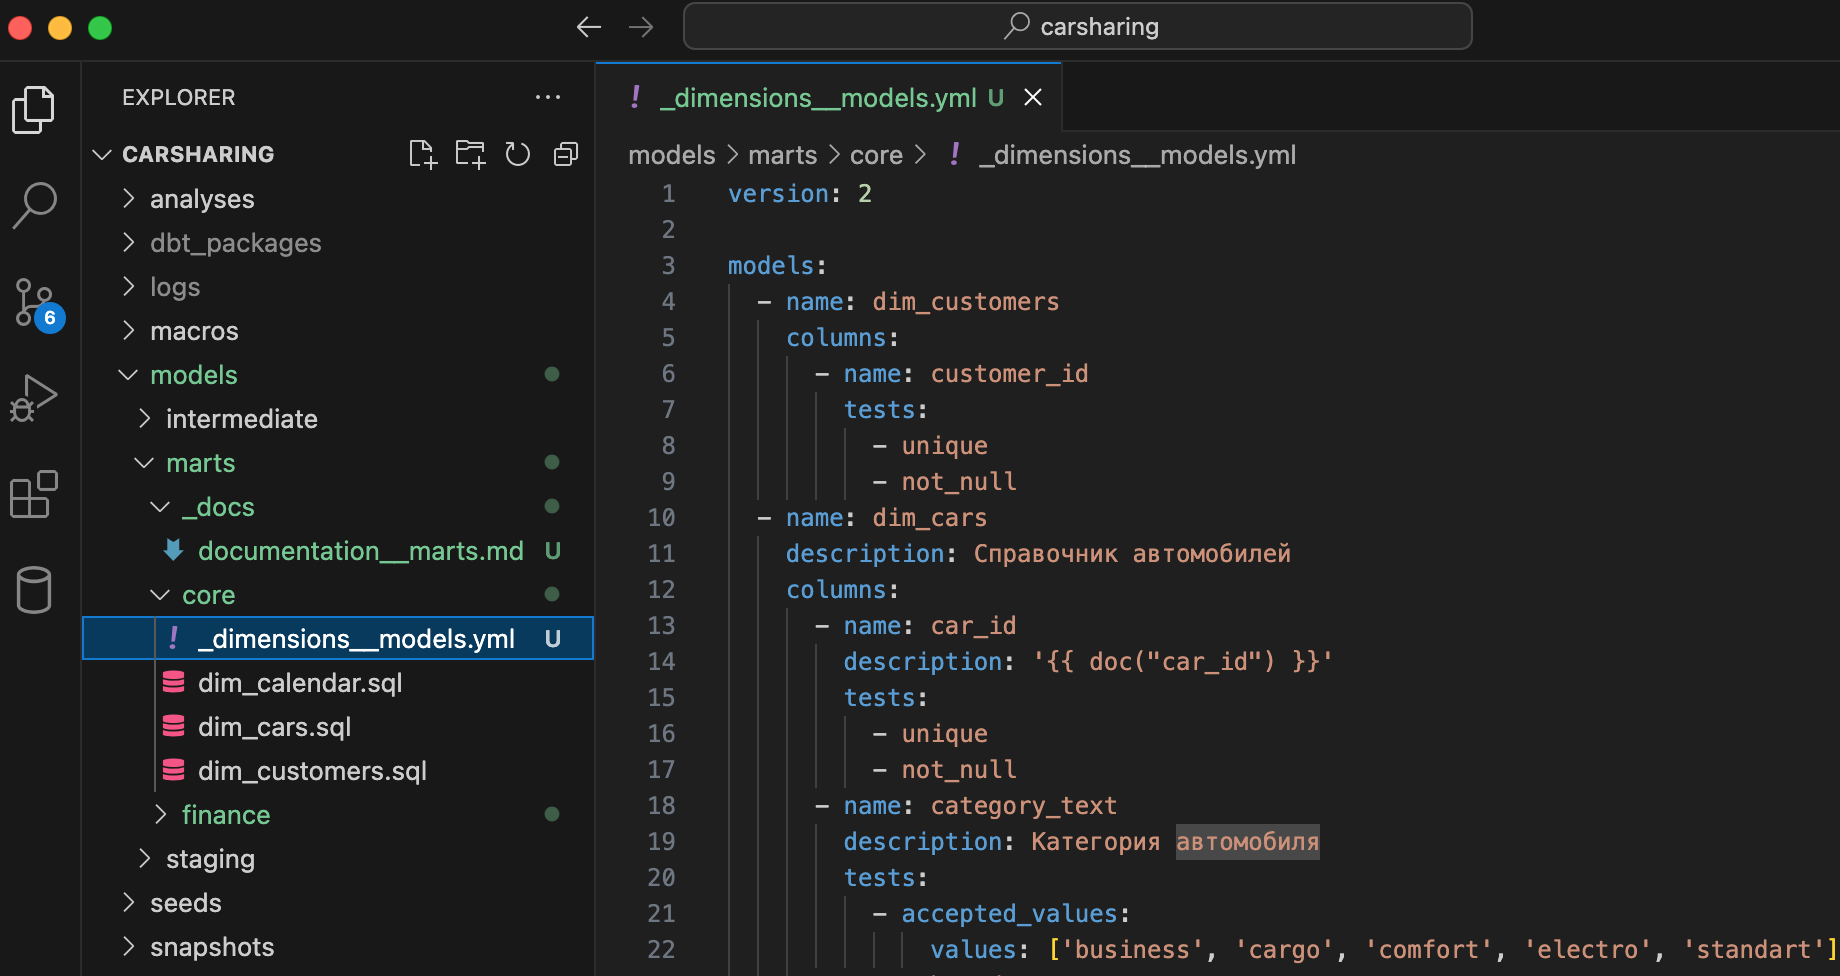 carsharing
EXPLORER
CARSHARING
analyses
dbt_packages
logs
macros
models
intermediate
marts
_docs
documentation__marts.md U
core
_dimensions__models.yml U
dim_calendar.sql
dim_cars.sql
dim_customers.sql
finance
staging
seeds
snapshots
6
! _dimensions__models.yml U
models > marts > core > ! _dimensions__models.yml
1 version: 2
2
3 models:
4 - name: dim_customers
5 columns:
6 - name: customer_id
7 tests:
8 - unique
9 - not_null
10 - name: dim_cars
11 description: Справочник автомобилей
12 columns:
13 - name: car_id
14 description: '{{ doc("car_id") }}'
15 tests:
16 - unique
17 - not_null
18 - name: category_text
19 description: Категория автомобиля
20 tests:
21 - accepted_values:
22 values: ['business', 'cargo', 'comfort', 'electro', 'standart']